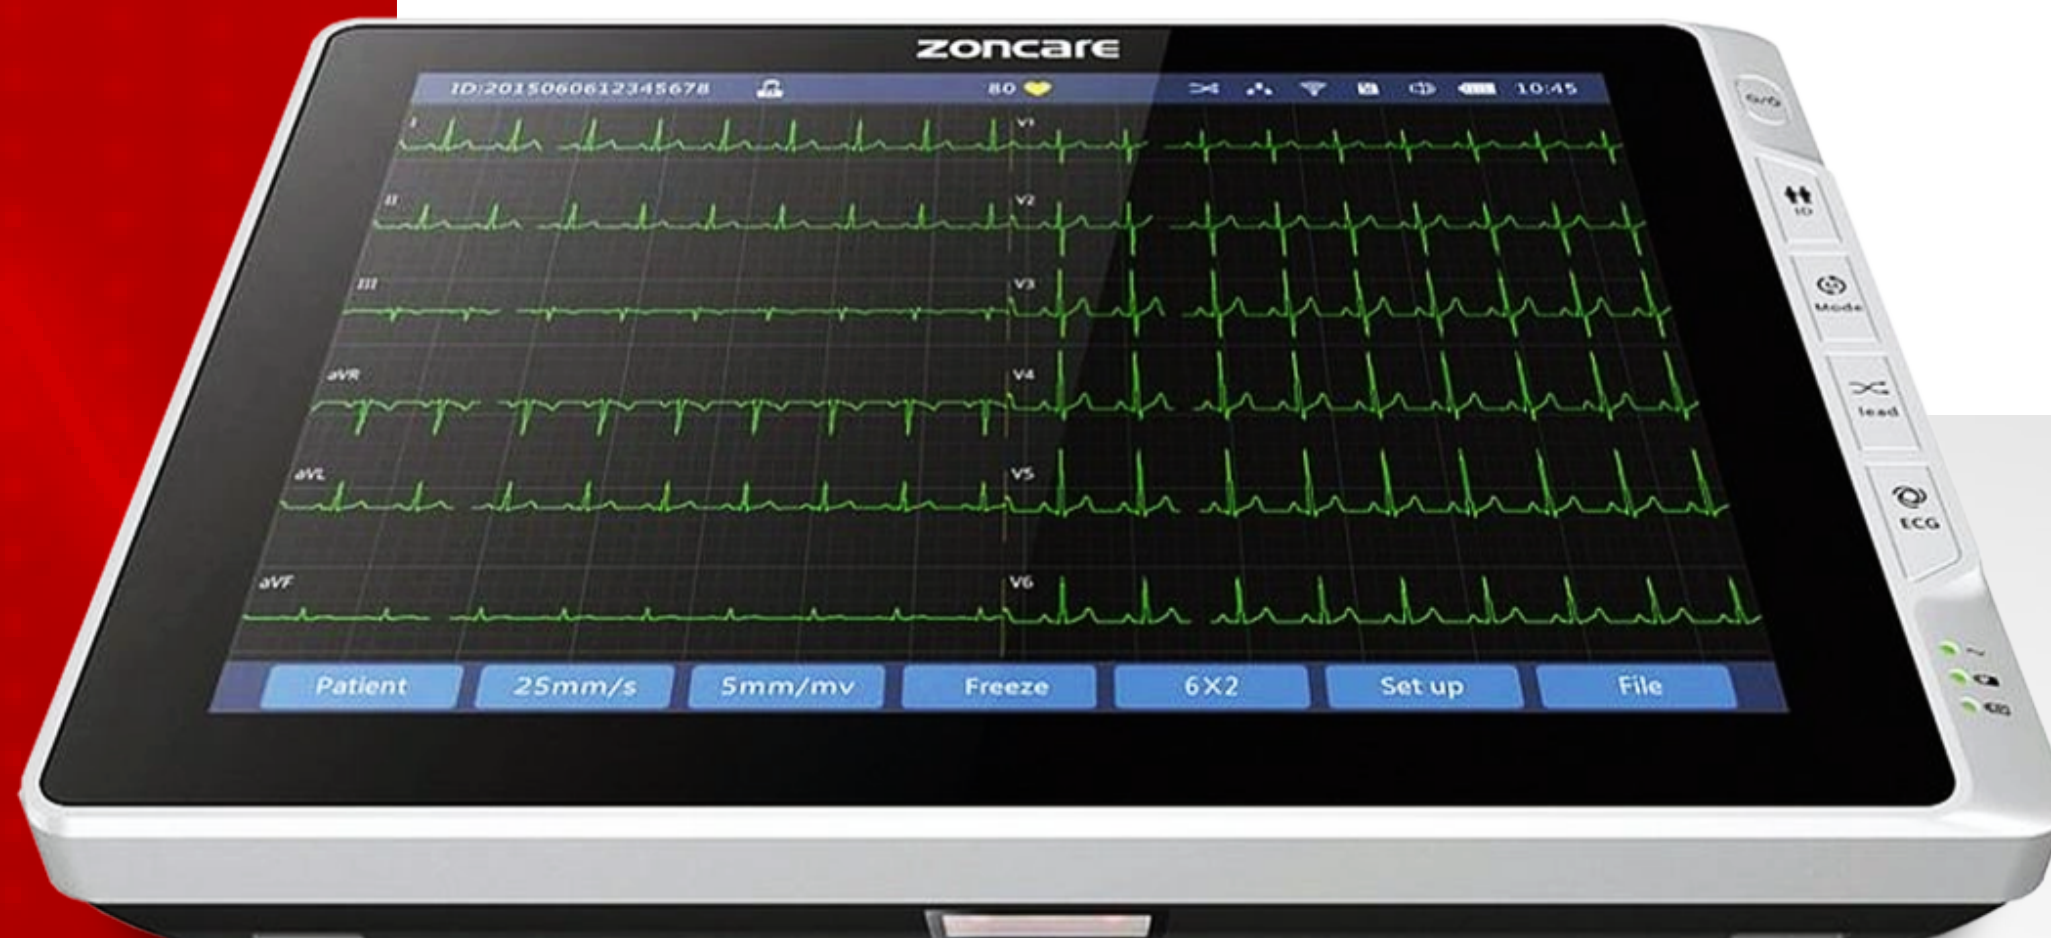 zoncare
ID:2015060612345678 80 10:45
I V1
II V2
III V3
aVR V4
aVL V5
aVF V6
Patient 25mm/s 5mm/mv Freeze 6X2 Set up File
ID
Mode
lead
ECG